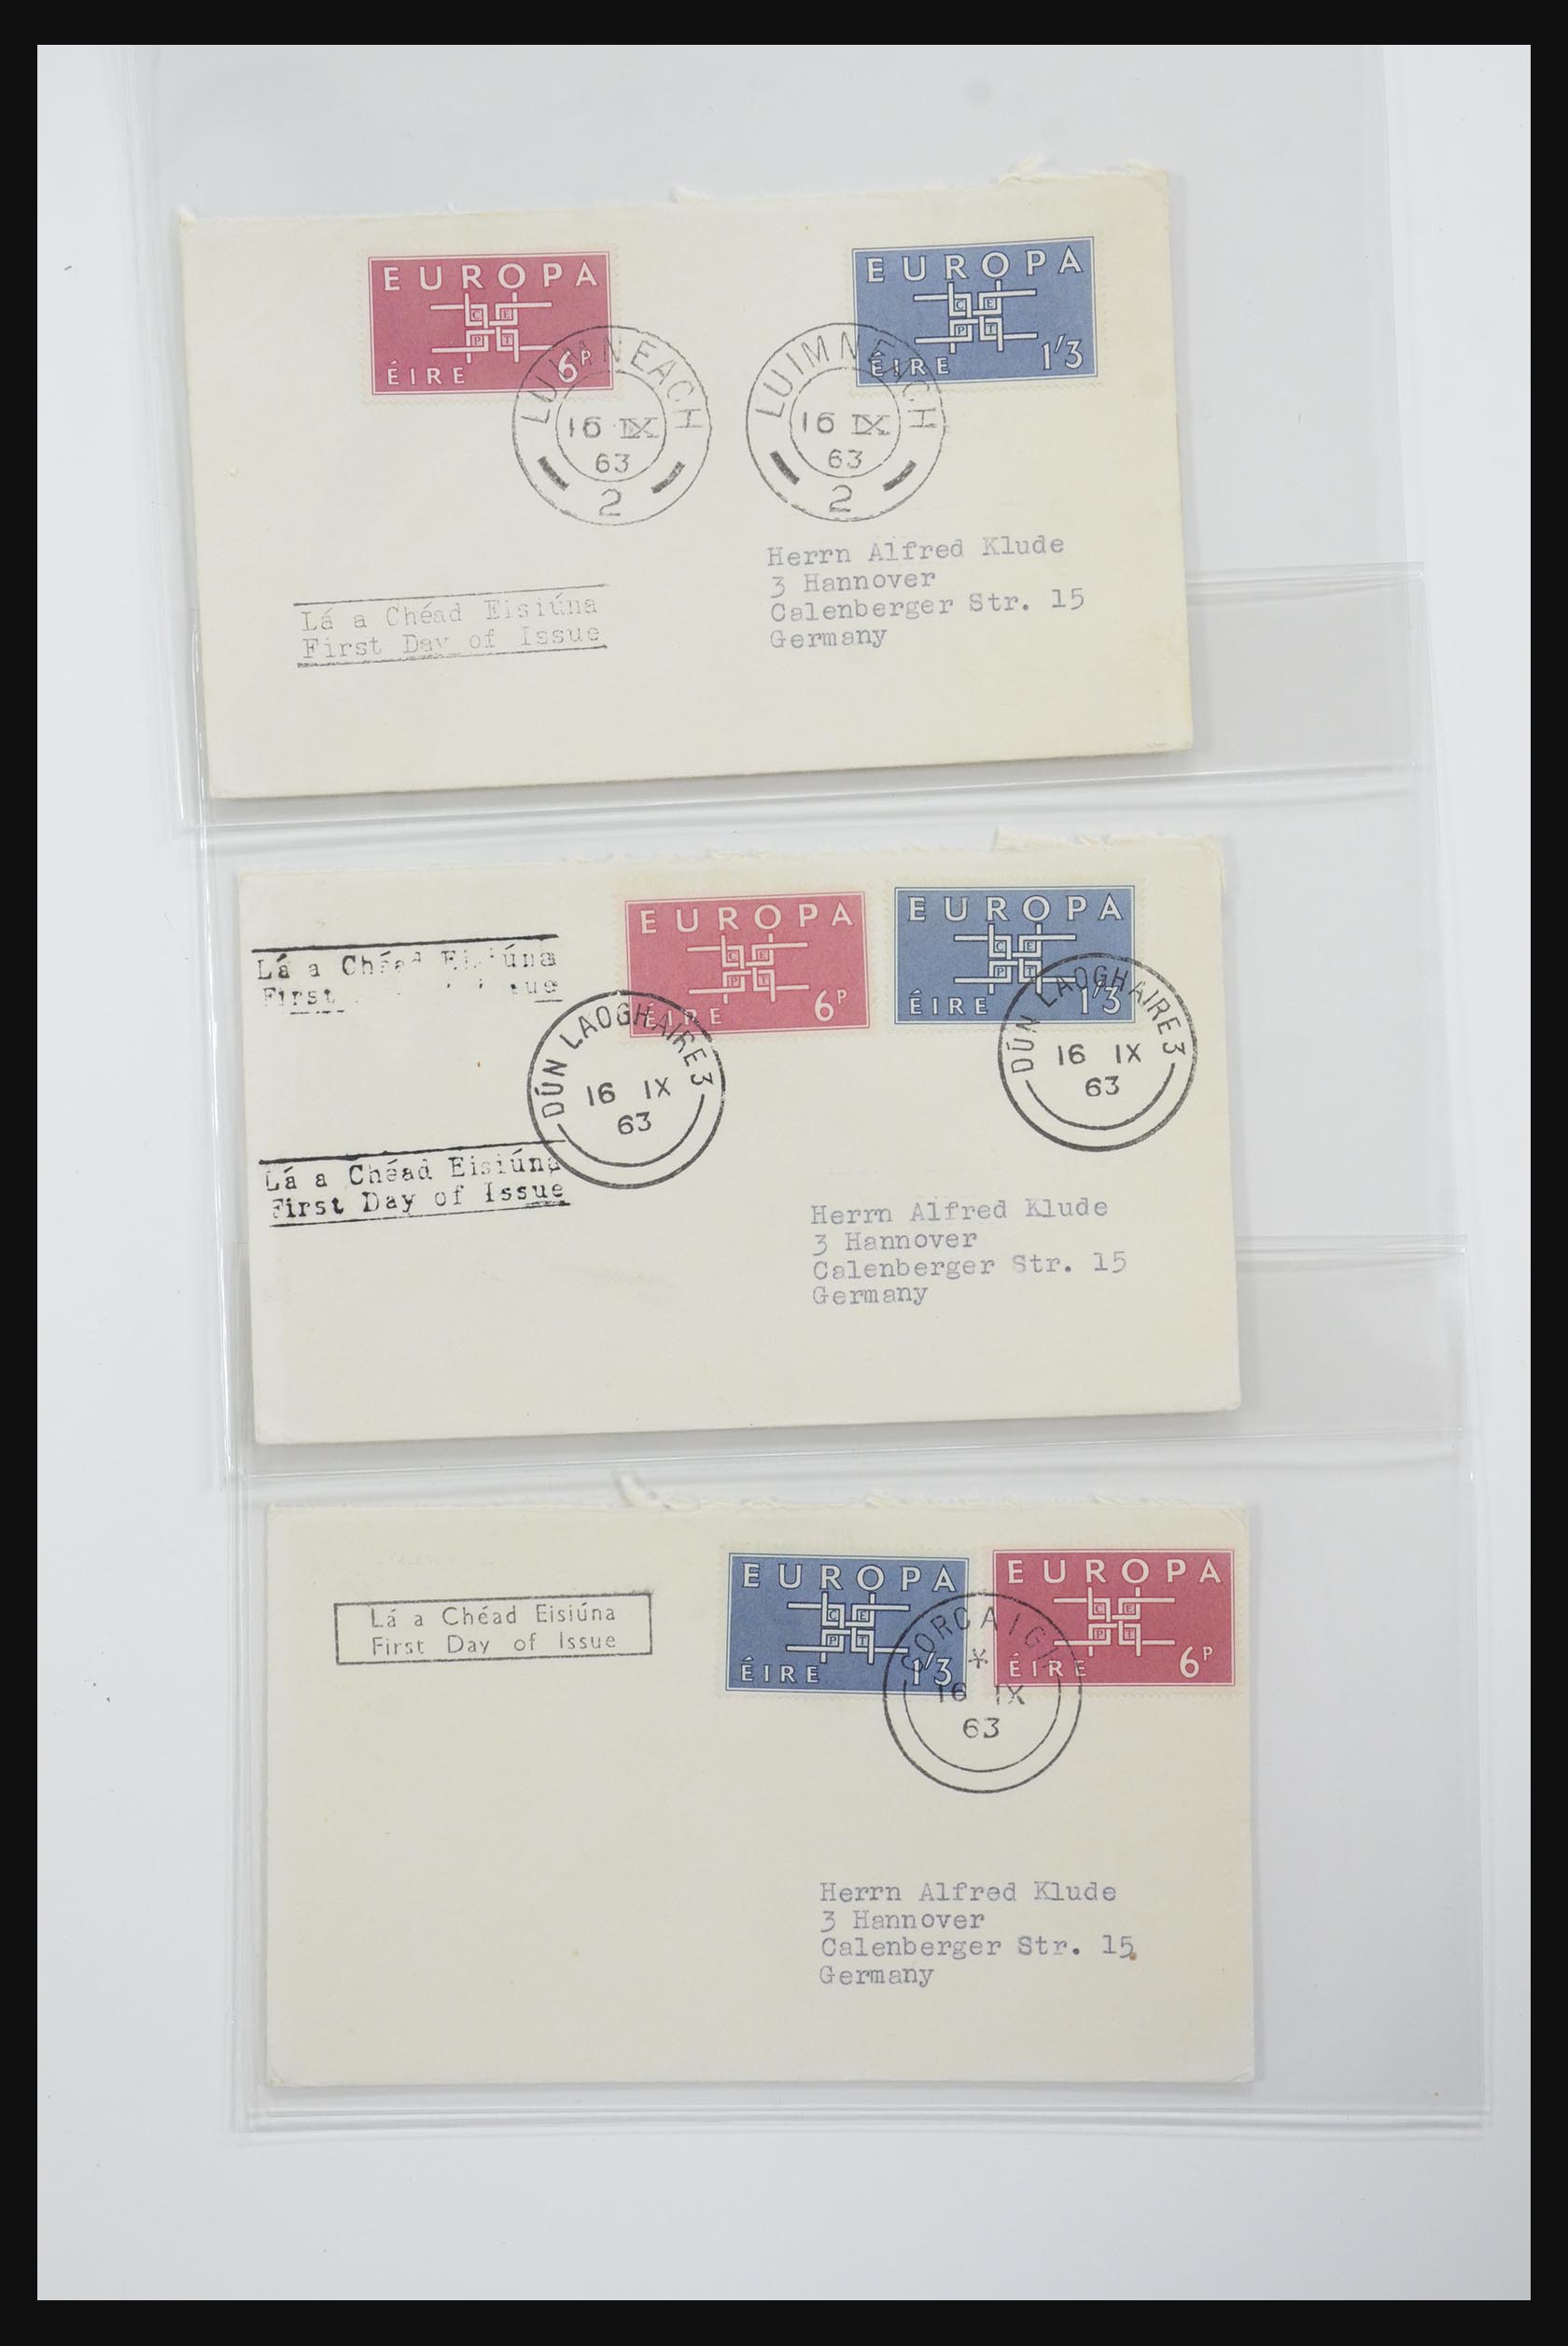 EUROPA
C E
P T
ÉIRE 6P
EUROPA
C E
P T
ÉIRE 1/3
LUIMNEACH
16 IX
63
2
LUIMNEACH
16 IX
63
2
Lá a Chéad Eisiúna
First Day of Issue
Herrn Alfred Klude
3 Hannover
Calenberger Str. 15
Germany
Lá a Chéad Eisiúna
First Issue
EUROPA
C E
P T
ÉIRE 6P
EUROPA
C E
P T
ÉIRE 1/3
DÚN LAOGHAIRE 3
16 IX
63
DÚN LAOGHAIRE 3
16 IX
63
Lá a Chéad Eisiúna
First Day of Issue
Herrn Alfred Klude
3 Hannover
Calenberger Str. 15
Germany
Lá a Chéad Eisiúna
First Day of Issue
EUROPA
C E
P T
ÉIRE 1/3
EUROPA
C E
P T
ÉIRE 6P
CORCAIGH
*
16 IX
63
Herrn Alfred Klude
3 Hannover
Calenberger Str. 15
Germany